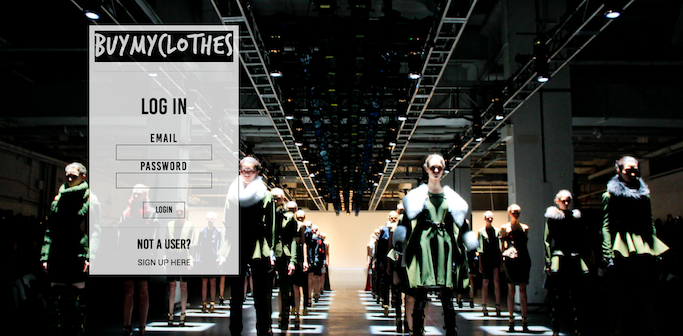 BUYMYCLOTHES
LOG IN
EMAIL
PASSWORD
LOGIN
NOT A USER?
SIGN UP HERE